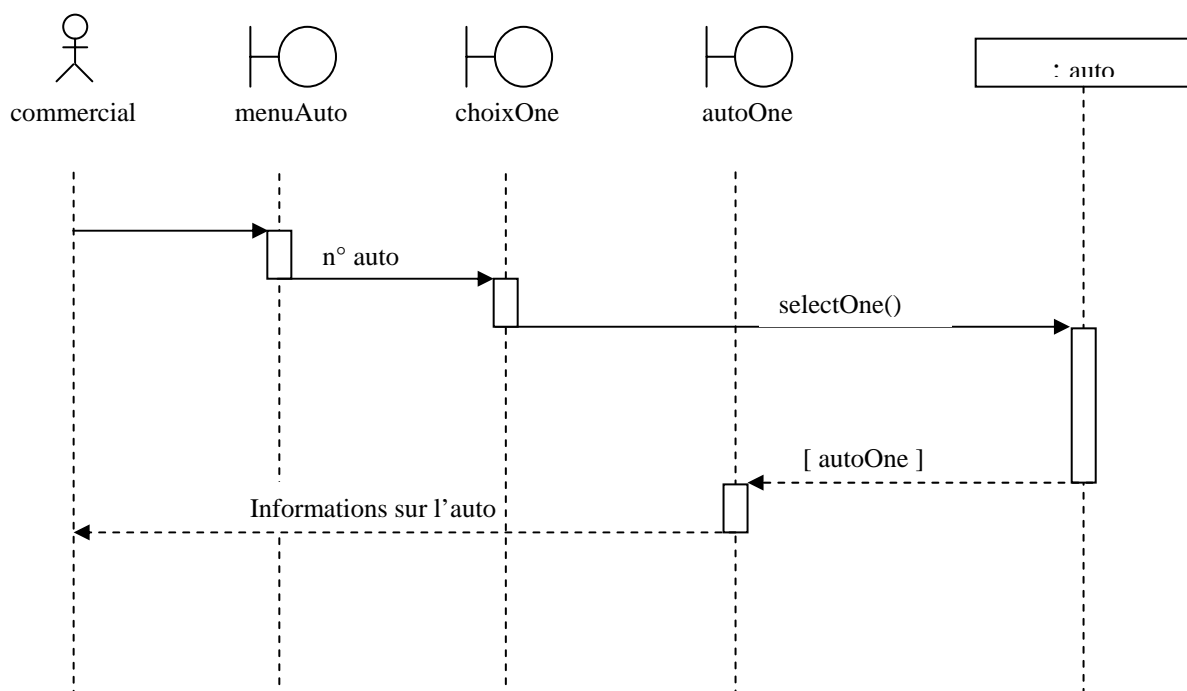 commercial
menuAuto
choixOne
autoOne
: auto
n° auto
selectOne()
[ autoOne ]
Informations sur l’auto